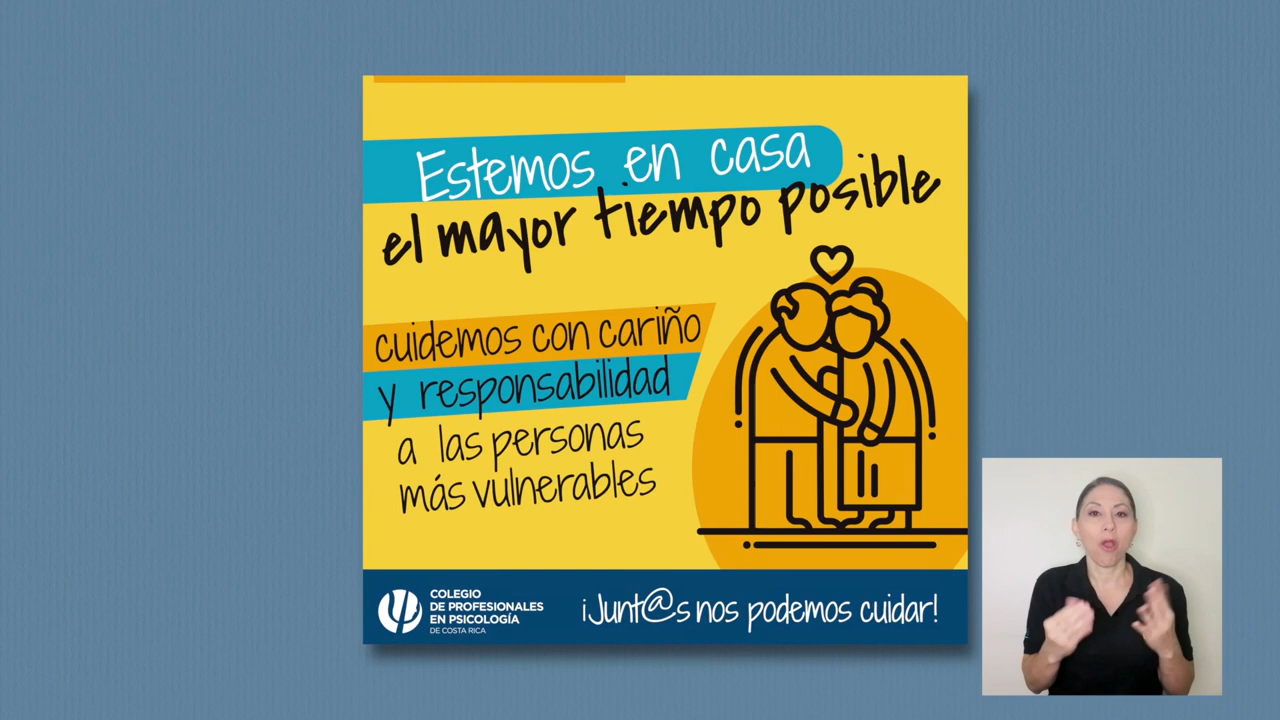 Estemos en casa
el mayor tiempo posible
cuidemos con cariño
y responsabilidad
a las personas
más vulnerables
COLEGIO
DE PROFESIONALES
EN PSICOLOGÍA
DE COSTA RICA
¡Junt@s nos podemos cuidar!